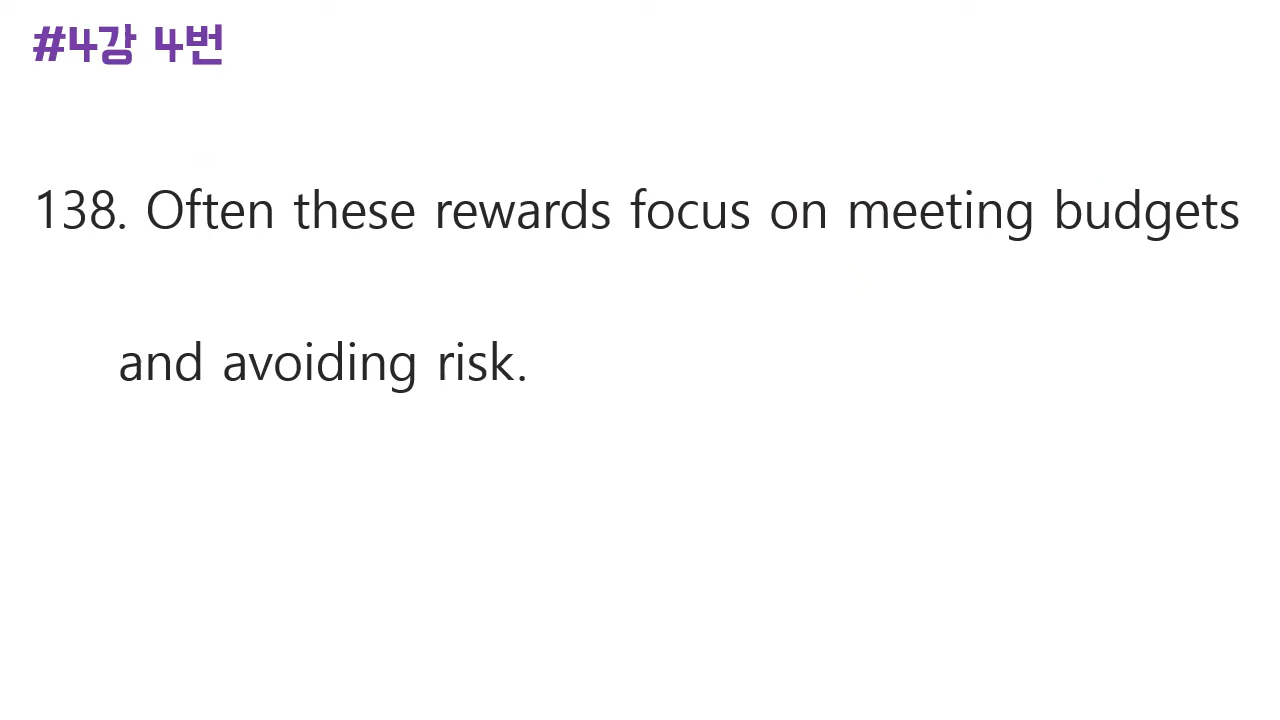 #4강 4번
138. Often these rewards focus on meeting budgets
and avoiding risk.